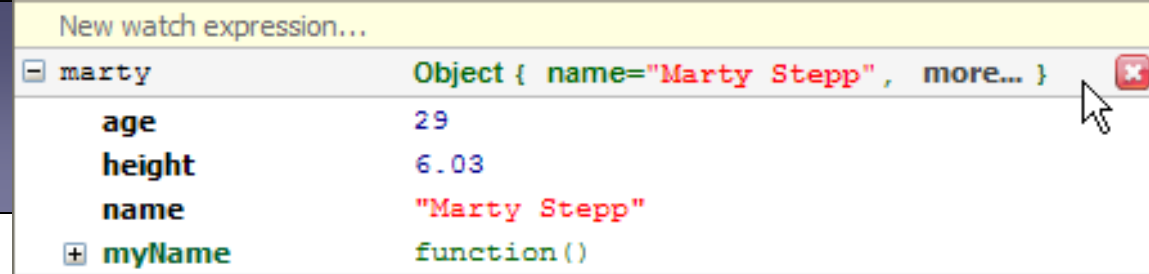 New watch expression...
marty Object { name="Marty Stepp", more... }
age 29
height 6.03
name "Marty Stepp"
myName function()